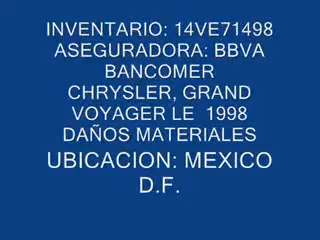 INVENTARIO: 14VE71498
ASEGURADORA: BBVA
BANCOMER
CHRYSLER, GRAND
VOYAGER LE  1998
DAÑOS MATERIALES
UBICACION: MEXICO
D.F.